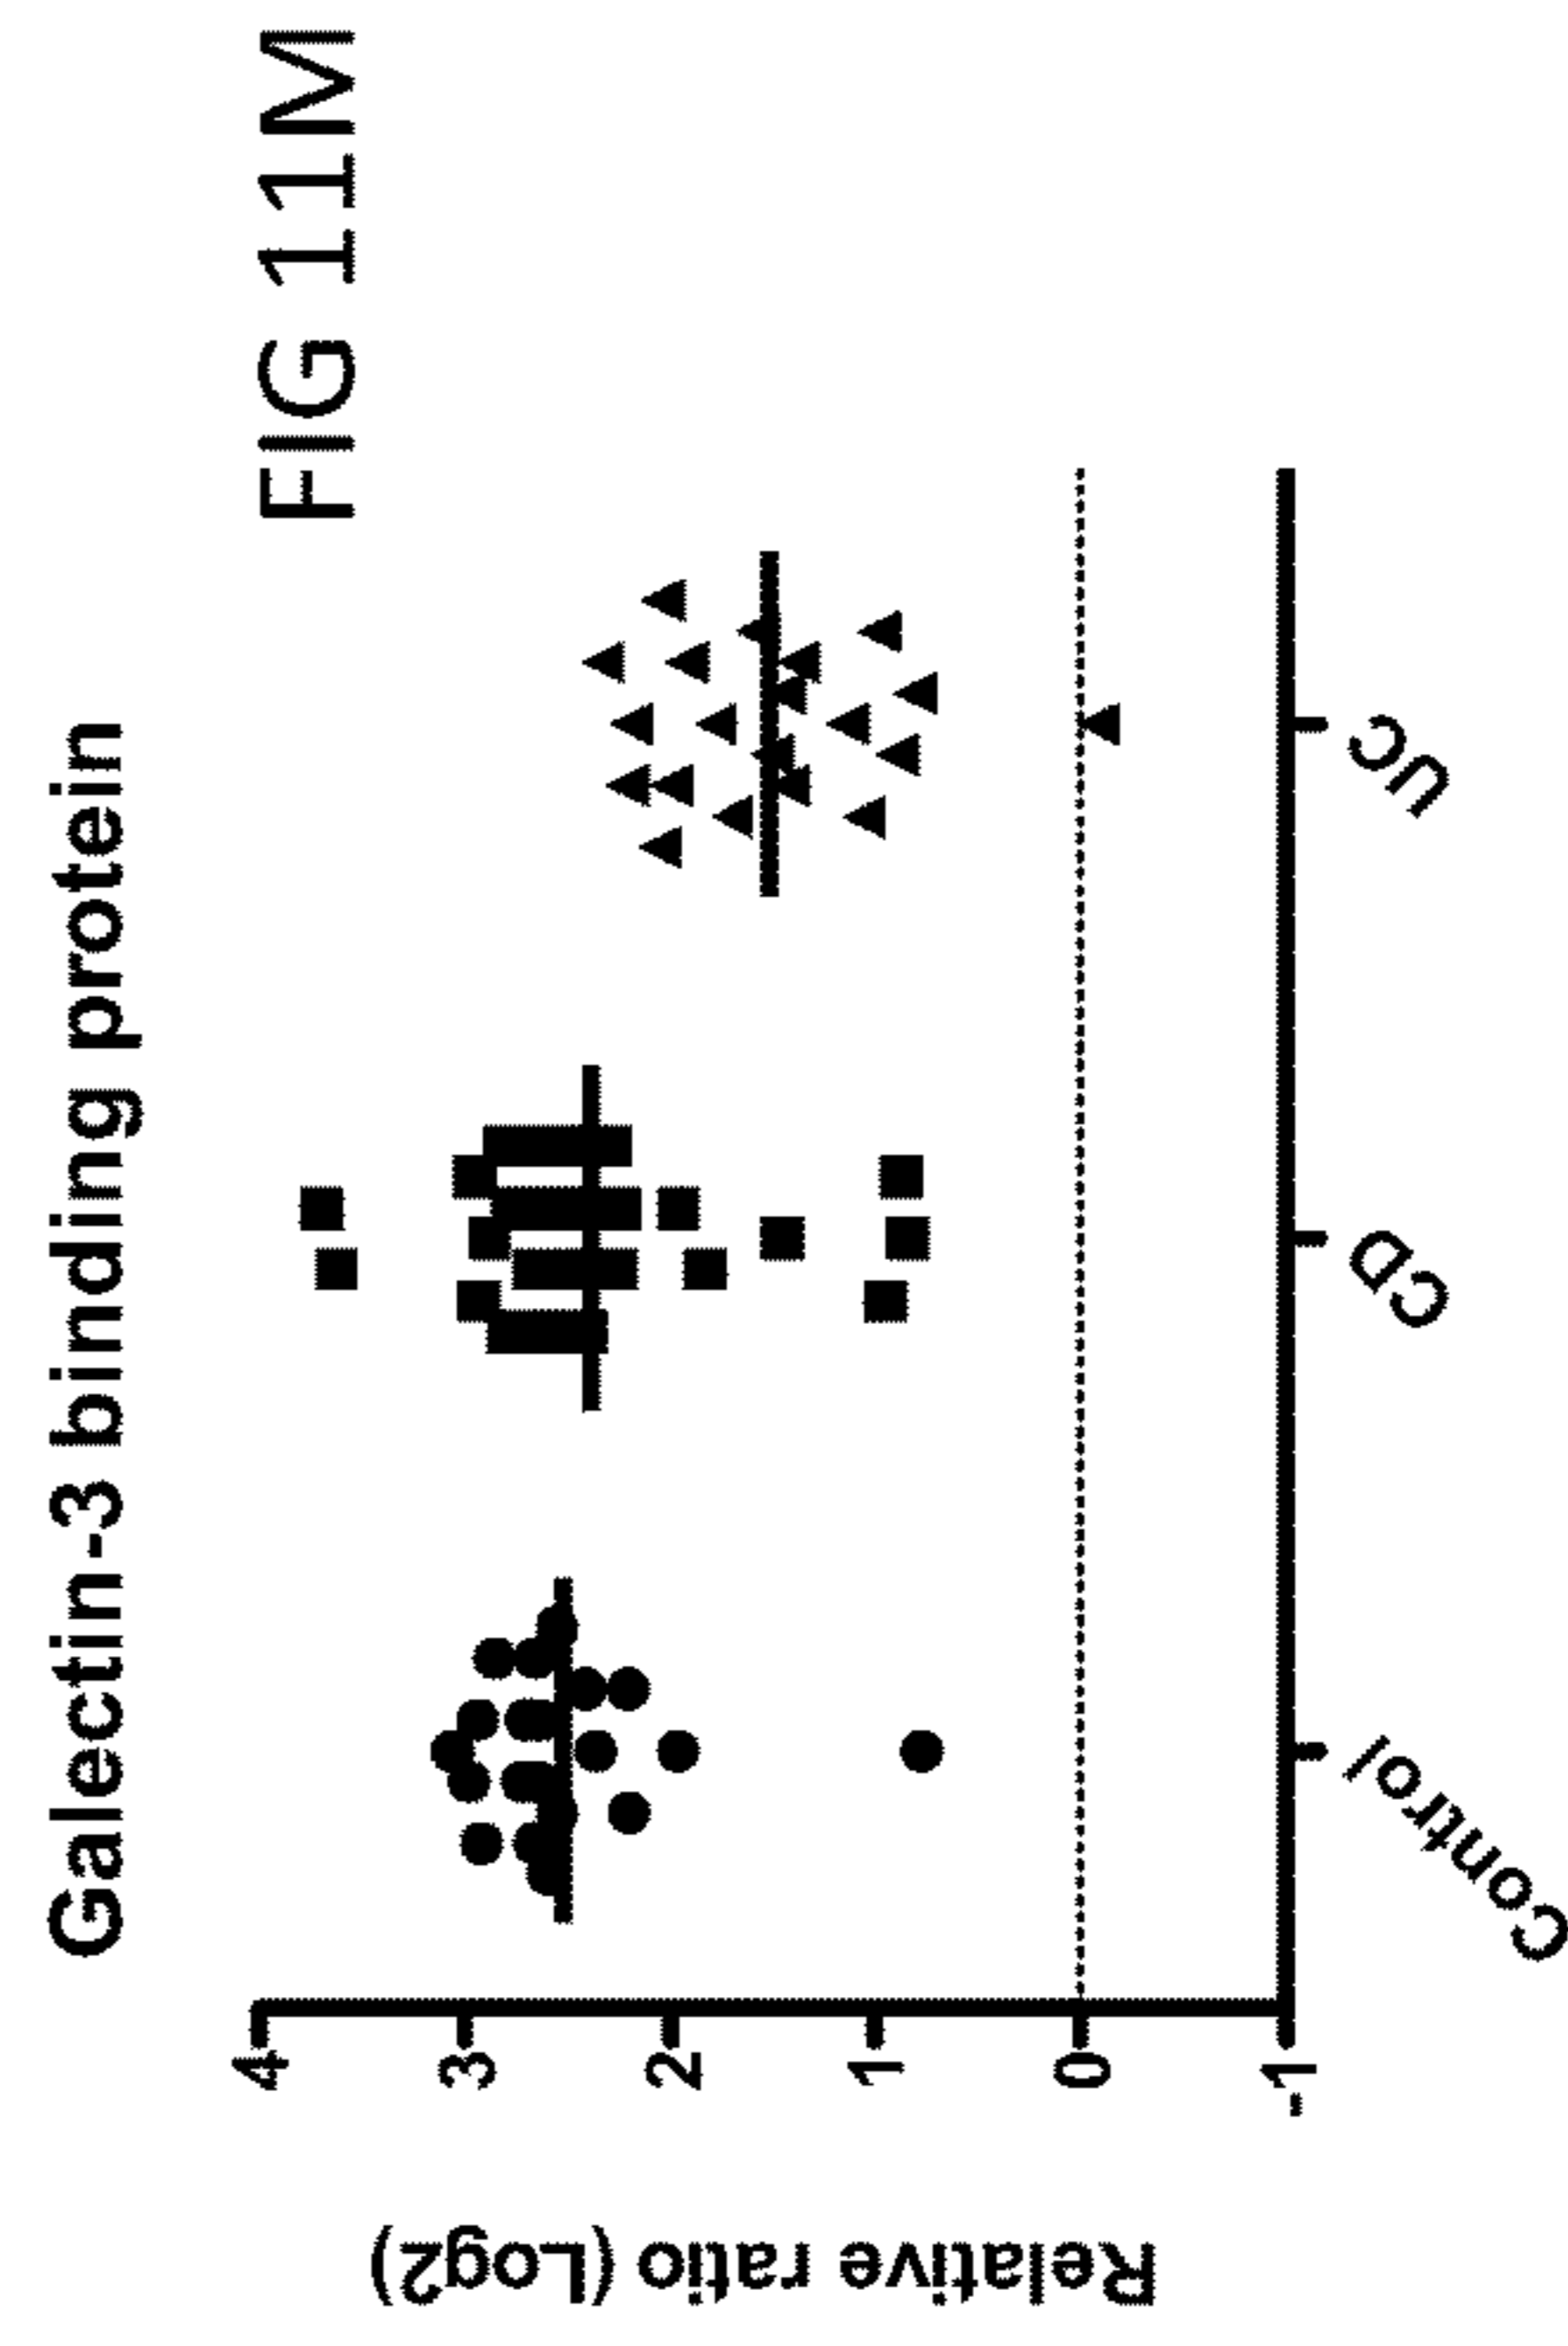 Galectin-3 binding protein
FIG 11M
Relative ratio (Log2)
4
3
2
1
0
-1
Control
CD
UC